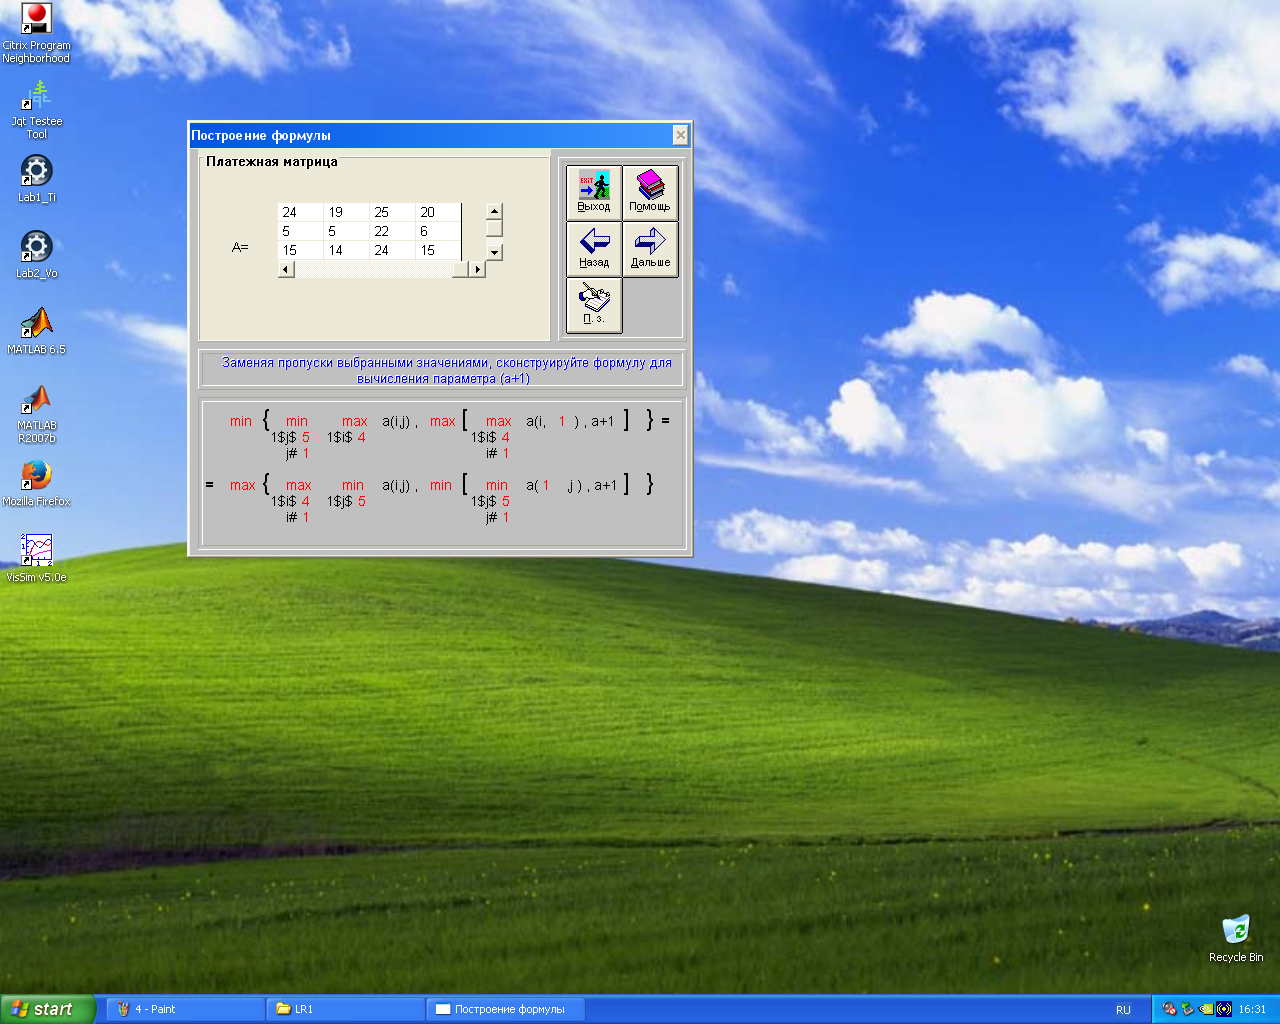 Citrix Program
Neighborhood
Jqt Testee
Tool
Lab1_Ti
Lab2_Vo
MATLAB 6.5
MATLAB
R2007b
Mozilla Firefox
VisSim v5.0e
Построение формулы
Платежная матрица
A=
24 19 25 20
5 5 22 6
15 14 24 15
EXIT
Выход
Помощь
Назад
Дальше
П. з.
Заменяя пропуски выбранными значениями, сконструируйте формулу для
вычисления параметра (a+1)
min { min max a(i,j) , max [ max a(i, 1 ) , a+1 ] } =
1$j$ 5 1$i$ 4 1$i$ 4
j# 1 i# 1
= max { max min a(i,j) , min [ min a( 1 ,j ) , a+1 ] }
1$i$ 4 1$j$ 5 1$j$ 5
i# 1 j# 1
Recycle Bin
start
4 - Paint
LR1
Построение формулы
RU
16:31